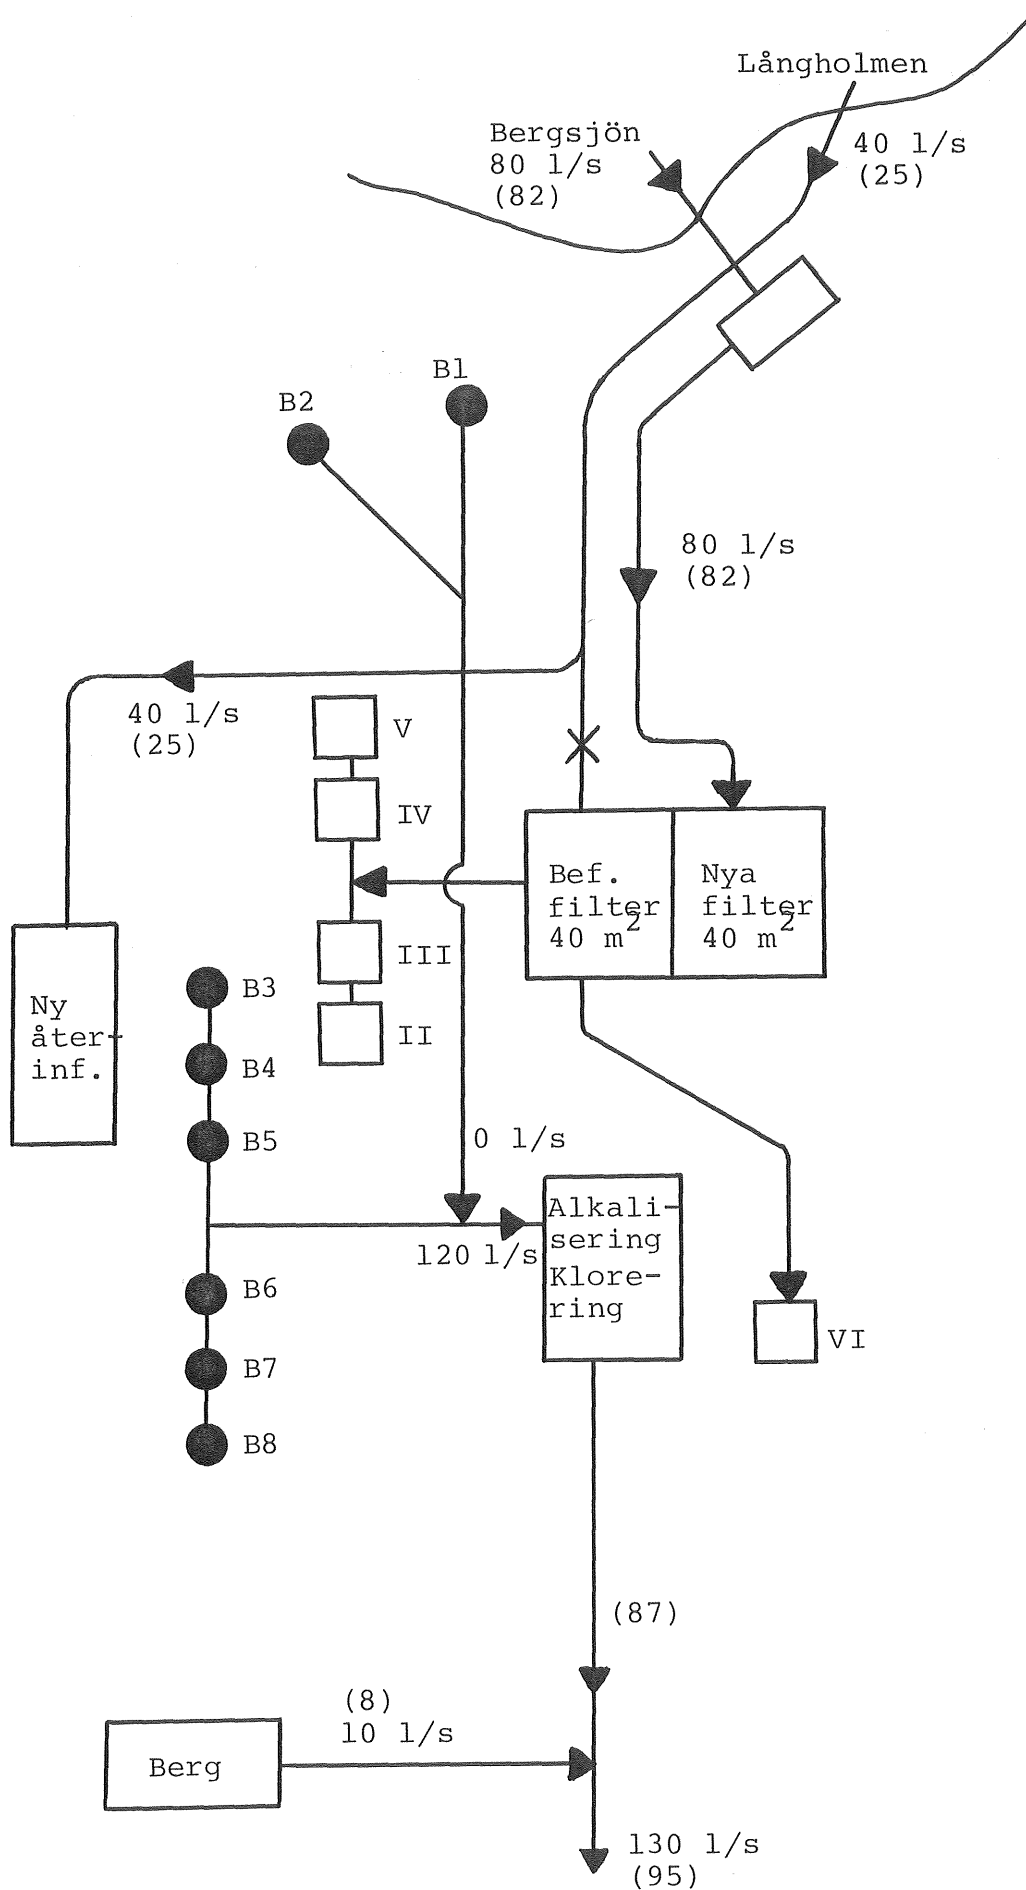 Långholmen
40 l/s
(25)
Bergsjön
80 l/s
(82)
B1
B2
80 l/s
(82)
40 l/s
(25)
V
IV
III
II
Bef.
filter
40 m2
Nya
filter
40 m2
Ny
åter-
inf.
B3
B4
B5
0 l/s
120 l/s
Alkali-
sering
Klore-
ring
B6
B7
B8
VI
(87)
(8)
10 l/s
Berg
130 l/s
(95)